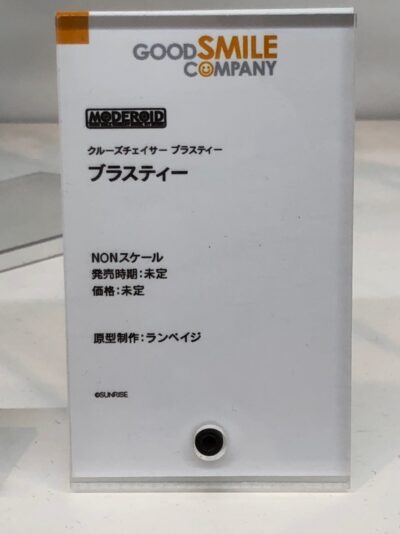 GOOD SMILE
COMPANY
MODEROID
クルーズチェイサー ブラスティー
ブラスティー
NONスケール
発売時期：未定
価格：未定
原型制作：ランペイジ
©SUNRISE